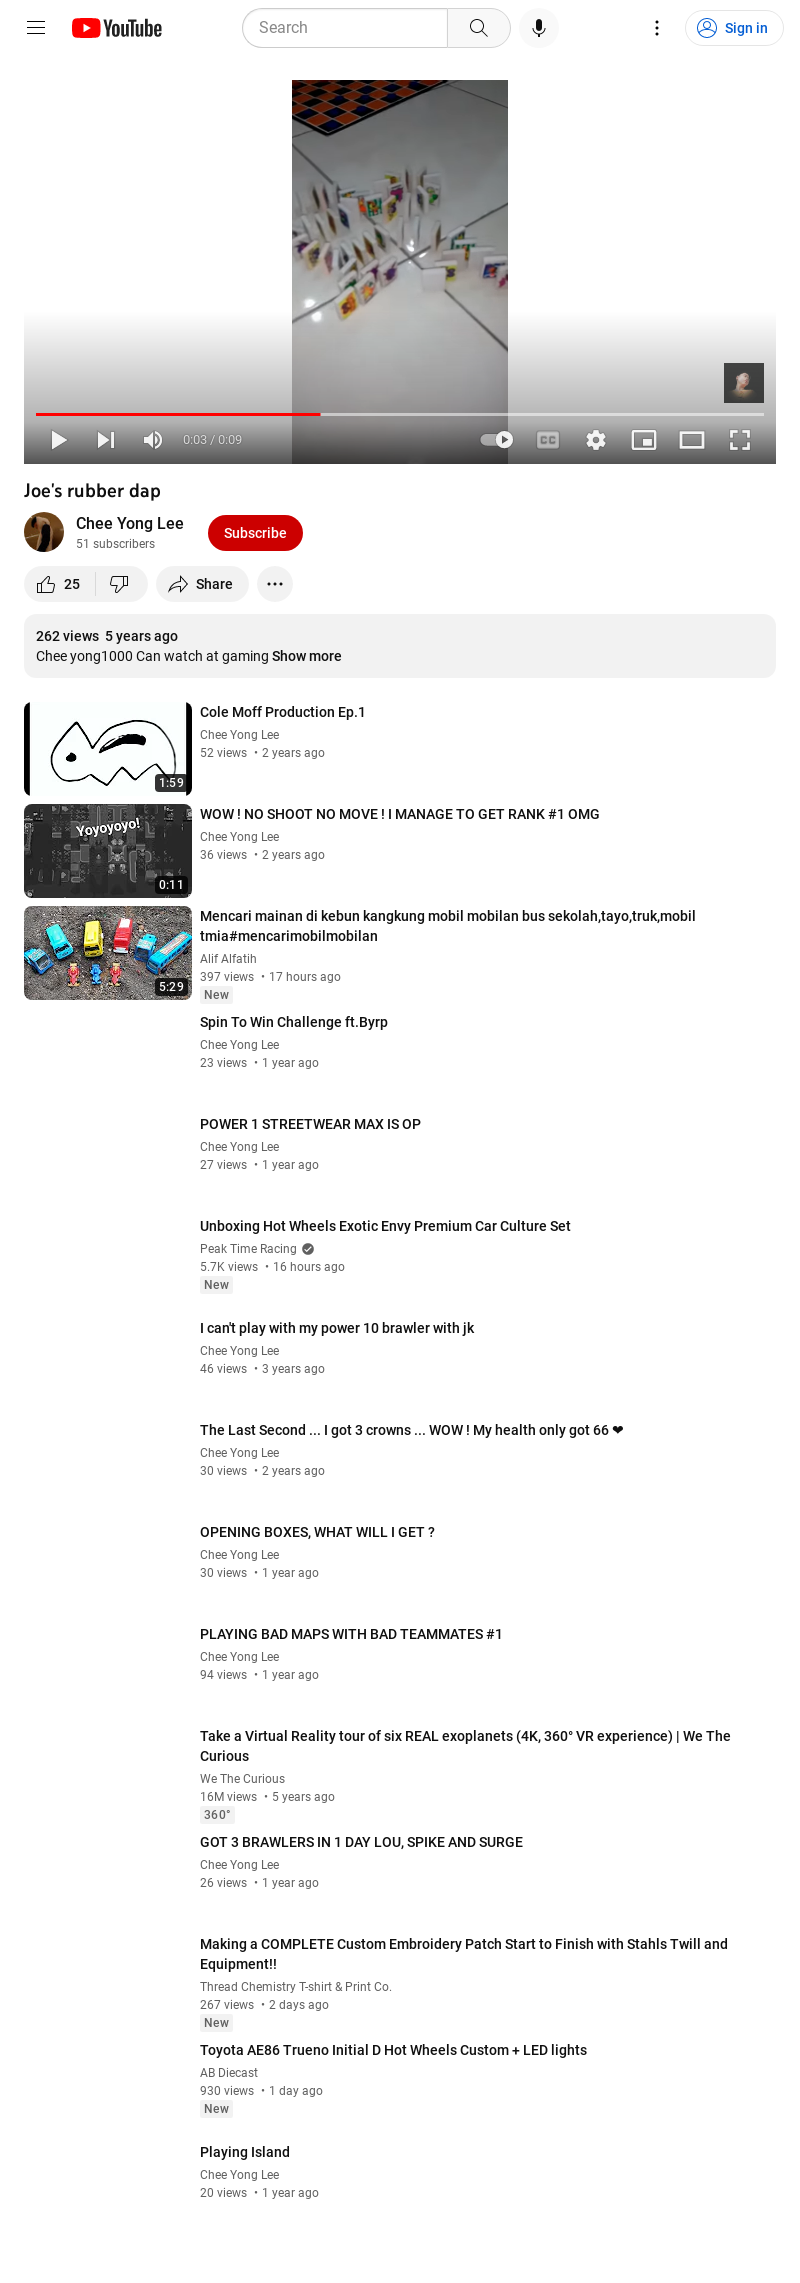 YouTube
Search
Sign in
0:03 / 0:09
CC
Joe's rubber dap
Chee Yong Lee
51 subscribers
Subscribe
25
Share
262 views 5 years ago
Chee yong1000 Can watch at gaming Show more
1:59
Cole Moff Production Ep.1
Chee Yong Lee
52 views • 2 years ago
Yoyoyoyo!
0:11
WOW ! NO SHOOT NO MOVE ! I MANAGE TO GET RANK #1 OMG
Chee Yong Lee
36 views • 2 years ago
5:29
Mencari mainan di kebun kangkung mobil mobilan bus sekolah,tayo,truk,mobil
tmia#mencarimobilmobilan
Alif Alfatih
397 views • 17 hours ago
New
Spin To Win Challenge ft.Byrp
Chee Yong Lee
23 views • 1 year ago
POWER 1 STREETWEAR MAX IS OP
Chee Yong Lee
27 views • 1 year ago
Unboxing Hot Wheels Exotic Envy Premium Car Culture Set
Peak Time Racing
5.7K views • 16 hours ago
New
I can't play with my power 10 brawler with jk
Chee Yong Lee
46 views • 3 years ago
The Last Second ... I got 3 crowns ... WOW ! My health only got 66 ❤
Chee Yong Lee
30 views • 2 years ago
OPENING BOXES, WHAT WILL I GET ?
Chee Yong Lee
30 views • 1 year ago
PLAYING BAD MAPS WITH BAD TEAMMATES #1
Chee Yong Lee
94 views • 1 year ago
Take a Virtual Reality tour of six REAL exoplanets (4K, 360° VR experience) | We The
Curious
We The Curious
16M views • 5 years ago
360°
GOT 3 BRAWLERS IN 1 DAY LOU, SPIKE AND SURGE
Chee Yong Lee
26 views • 1 year ago
Making a COMPLETE Custom Embroidery Patch Start to Finish with Stahls Twill and
Equipment!!
Thread Chemistry T-shirt & Print Co.
267 views • 2 days ago
New
Toyota AE86 Trueno Initial D Hot Wheels Custom + LED lights
AB Diecast
930 views • 1 day ago
New
Playing Island
Chee Yong Lee
20 views • 1 year ago